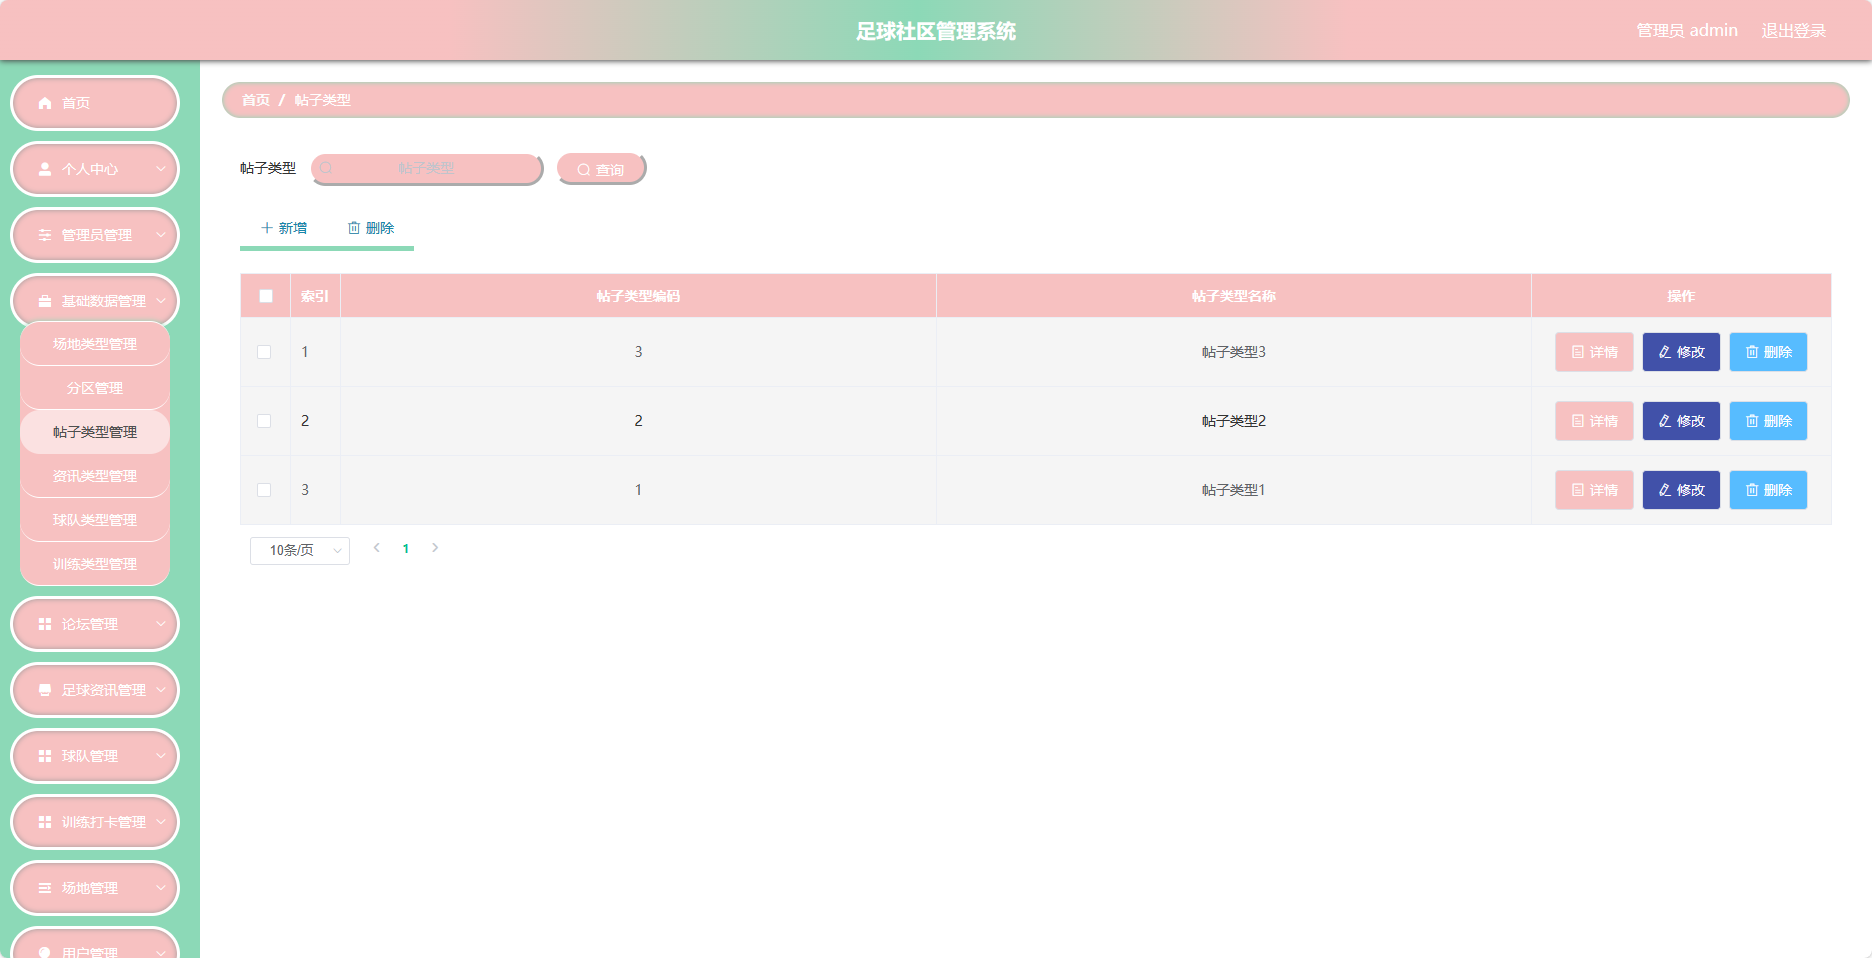 足球社区管理系统
管理员 admin 退出登录
首页
个人中心
管理员管理
基础数据管理
场地类型管理
分区管理
帖子类型管理
资讯类型管理
球队类型管理
训练类型管理
论坛管理
足球资讯管理
球队管理
训练打卡管理
场地管理
用户管理
首页 / 帖子类型
帖子类型 帖子类型 查询
新增 删除
索引 帖子类型编码 帖子类型名称 操作
1 3 帖子类型3 详情 修改 删除
2 2 帖子类型2 详情 修改 删除
3 1 帖子类型1 详情 修改 删除
10条/页 1